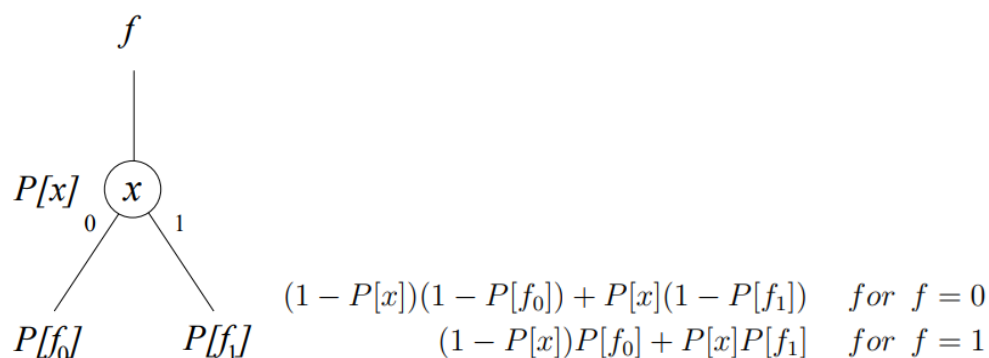 f
P[x] x
0 1
(1 − P[x])(1 − P[f₀]) + P[x](1 − P[f₁]) for f = 0
P[f₀] P[f₁] (1 − P[x])P[f₀] + P[x]P[f₁] for f = 1